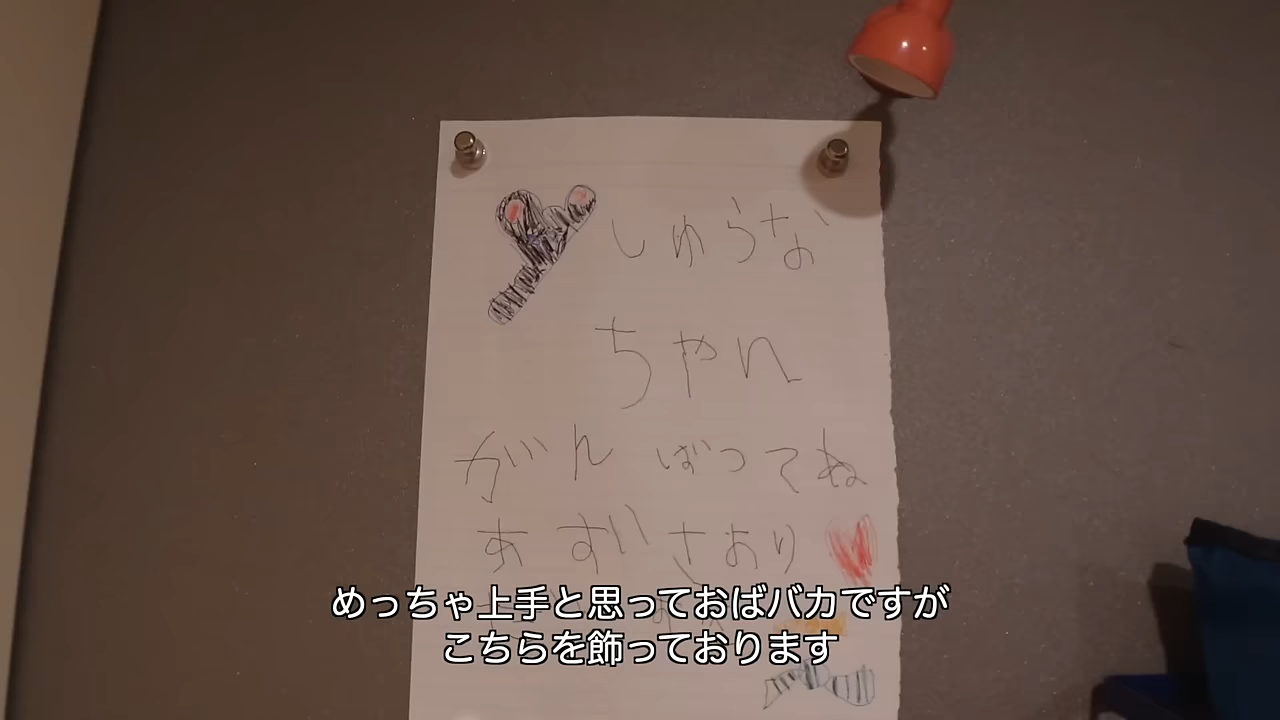 しゅらな
ちゃん
がんばってね
あすいさおり
めっちゃ上手と思っておばバカですが
こちらを飾っております